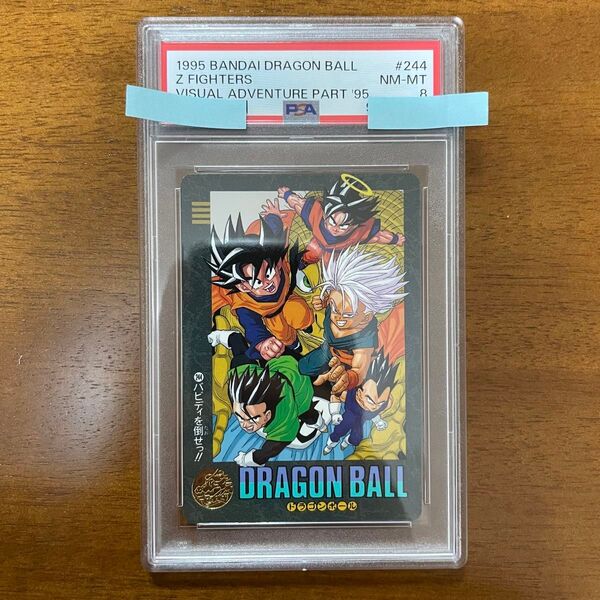 1995 BANDAI DRAGON BALL #244
Z FIGHTERS NM-MT
VISUAL ADVENTURE PART '95 8
PSA
244 バビディを倒せっ!!
DRAGON BALL
ドラゴンボール